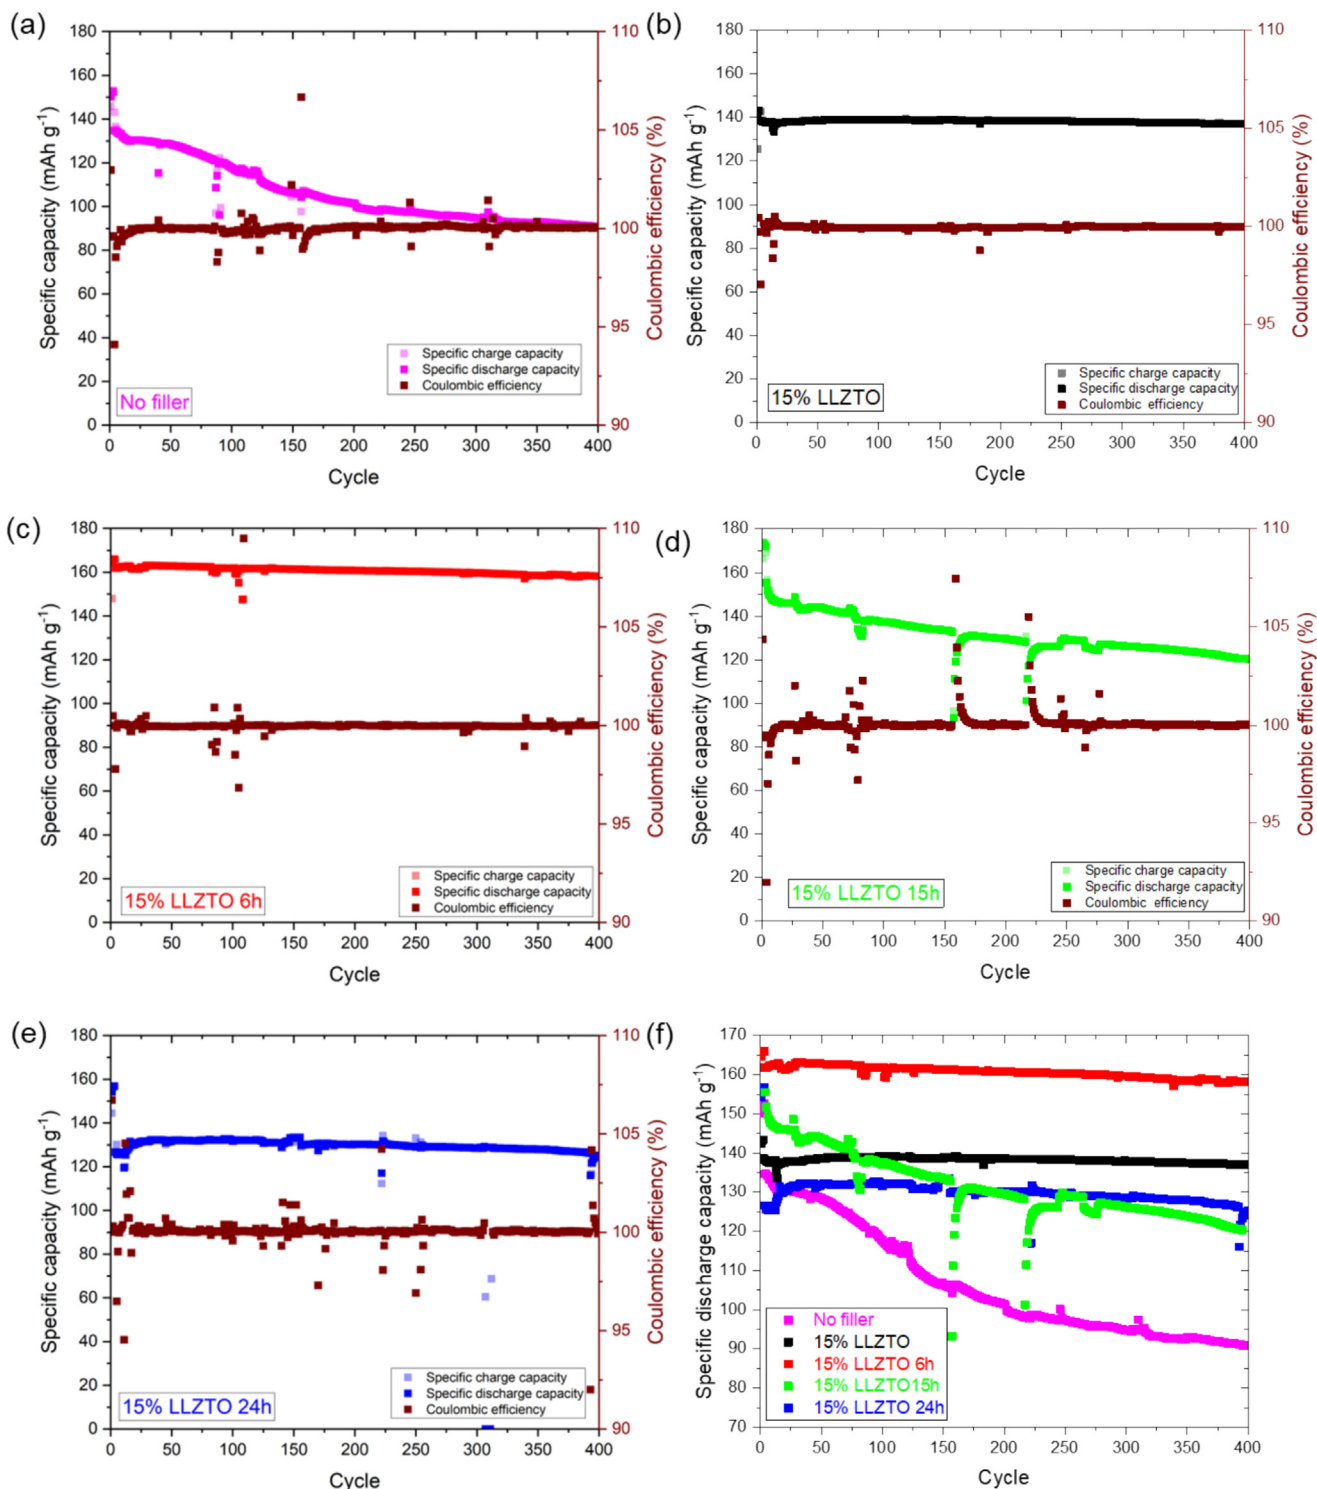 (a)
180
160
140
120
100
80
60
40
20
0
Specific capacity (mAh g⁻¹)
110
105
100
95
90
Coulombic efficiency (%)
Specific charge capacity
Specific discharge capacity
Coulombic efficiency
No filler
0 50 100 150 200 250 300 350 400
Cycle
(b)
180
160
140
120
100
80
60
40
20
0
Specific capacity (mAh g⁻¹)
110
105
100
95
90
Coulombic efficiency (%)
Specific charge capacity
Specific discharge capacity
Coulombic efficiency
15% LLZTO
0 50 100 150 200 250 300 350 400
Cycle
(c)
180
160
140
120
100
80
60
40
20
0
Specific capacity (mAh g⁻¹)
110
105
100
95
90
Coulombic efficiency (%)
Specific charge capacity
Specific discharge capacity
Coulombic efficiency
15% LLZTO 6h
0 50 100 150 200 250 300 350 400
Cycle
(d)
180
160
140
120
100
80
60
40
20
0
Specific capacity (mAh g⁻¹)
110
105
100
95
90
Coulombic efficiency (%)
Specific charge capacity
Specific discharge capacity
Coulombic efficiency
15% LLZTO 15h
0 50 100 150 200 250 300 350 400
Cycle
(e)
180
160
140
120
100
80
60
40
20
0
Specific capacity (mAh g⁻¹)
110
105
100
95
90
Coulombic efficiency (%)
Specific charge capacity
Specific discharge capacity
Coulombic efficiency
15% LLZTO 24h
0 50 100 150 200 250 300 350 400
Cycle
(f)
170
160
150
140
130
120
110
100
90
80
70
Specific discharge capacity (mAh g⁻¹)
No filler
15% LLZTO
15% LLZTO 6h
15% LLZTO15h
15% LLZTO 24h
0 50 100 150 200 250 300 350 400
Cycle